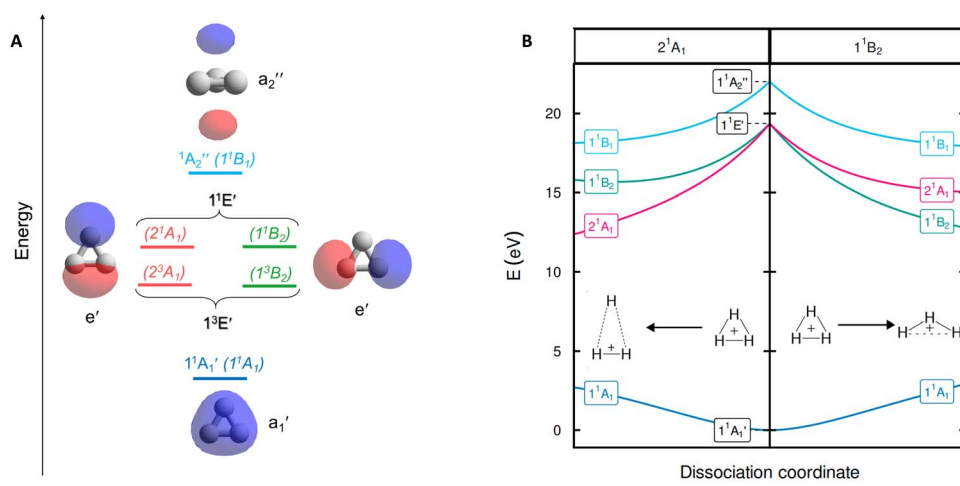 A
Energy
a₂''
¹A₂'' (1¹B₁)
1¹E'
(2¹A₁) (1¹B₂)
(2³A₁) (1³B₂)
e' e'
1³E'
1¹A₁' (1¹A₁)
a₁'
B
2¹A₁ 1¹B₂
E (eV)
20
15
10
5
0
1¹A₂''
1¹E'
1¹B₁ 1¹B₁
1¹B₂ 2¹A₁
2¹A₁ 1¹B₂
H H H H
+ + + H + H
H H H H H H H
1¹A₁ 1¹A₁
1¹A₁'
Dissociation coordinate